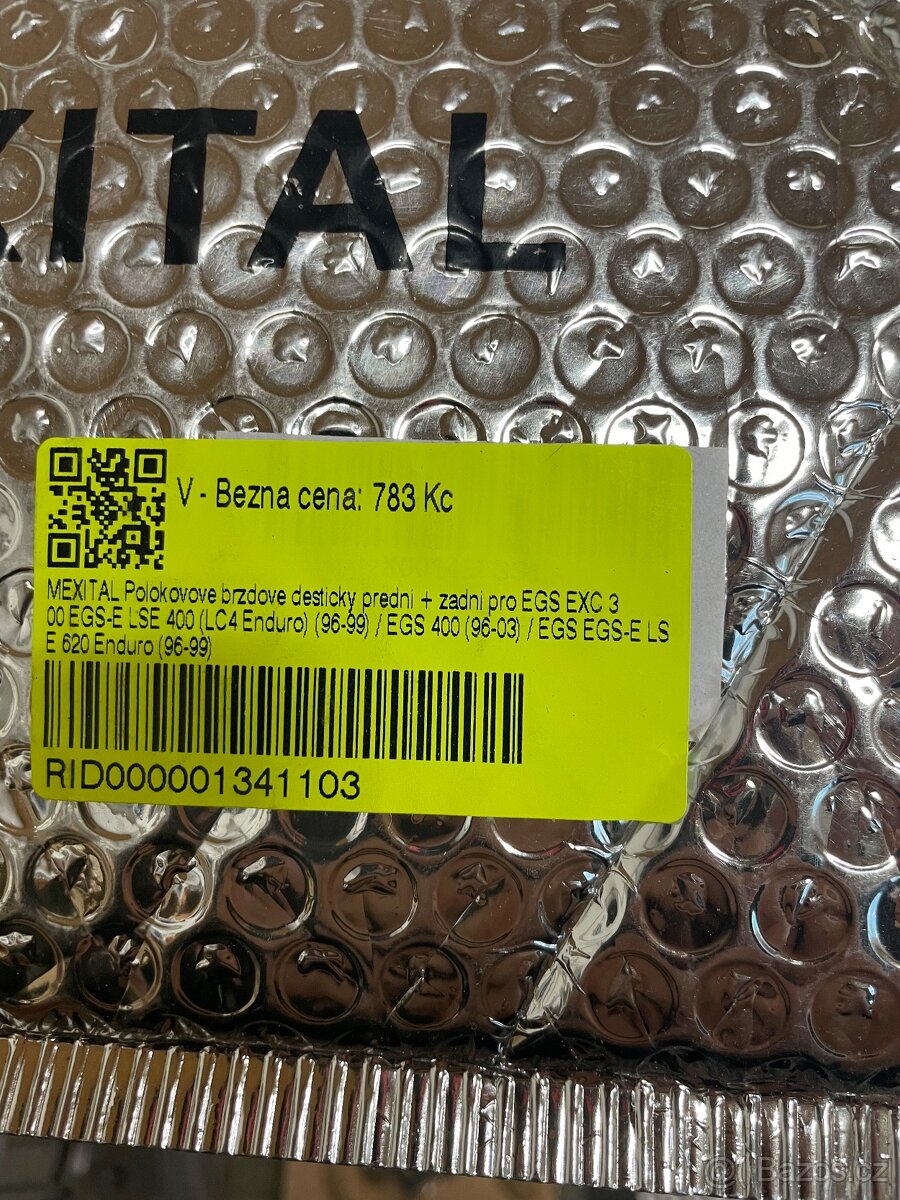 XITAL
V - Bezna cena: 783 Kc
MEXITAL Polokovove brzdove desticky predni + zadni pro EGS EXC 3
00 EGS-E LSE 400 (LC4 Enduro) (96-99) / EGS 400 (96-03) / EGS EGS-E LS
E 620 Enduro (96-99)
RID000001341103
Bazos.cz